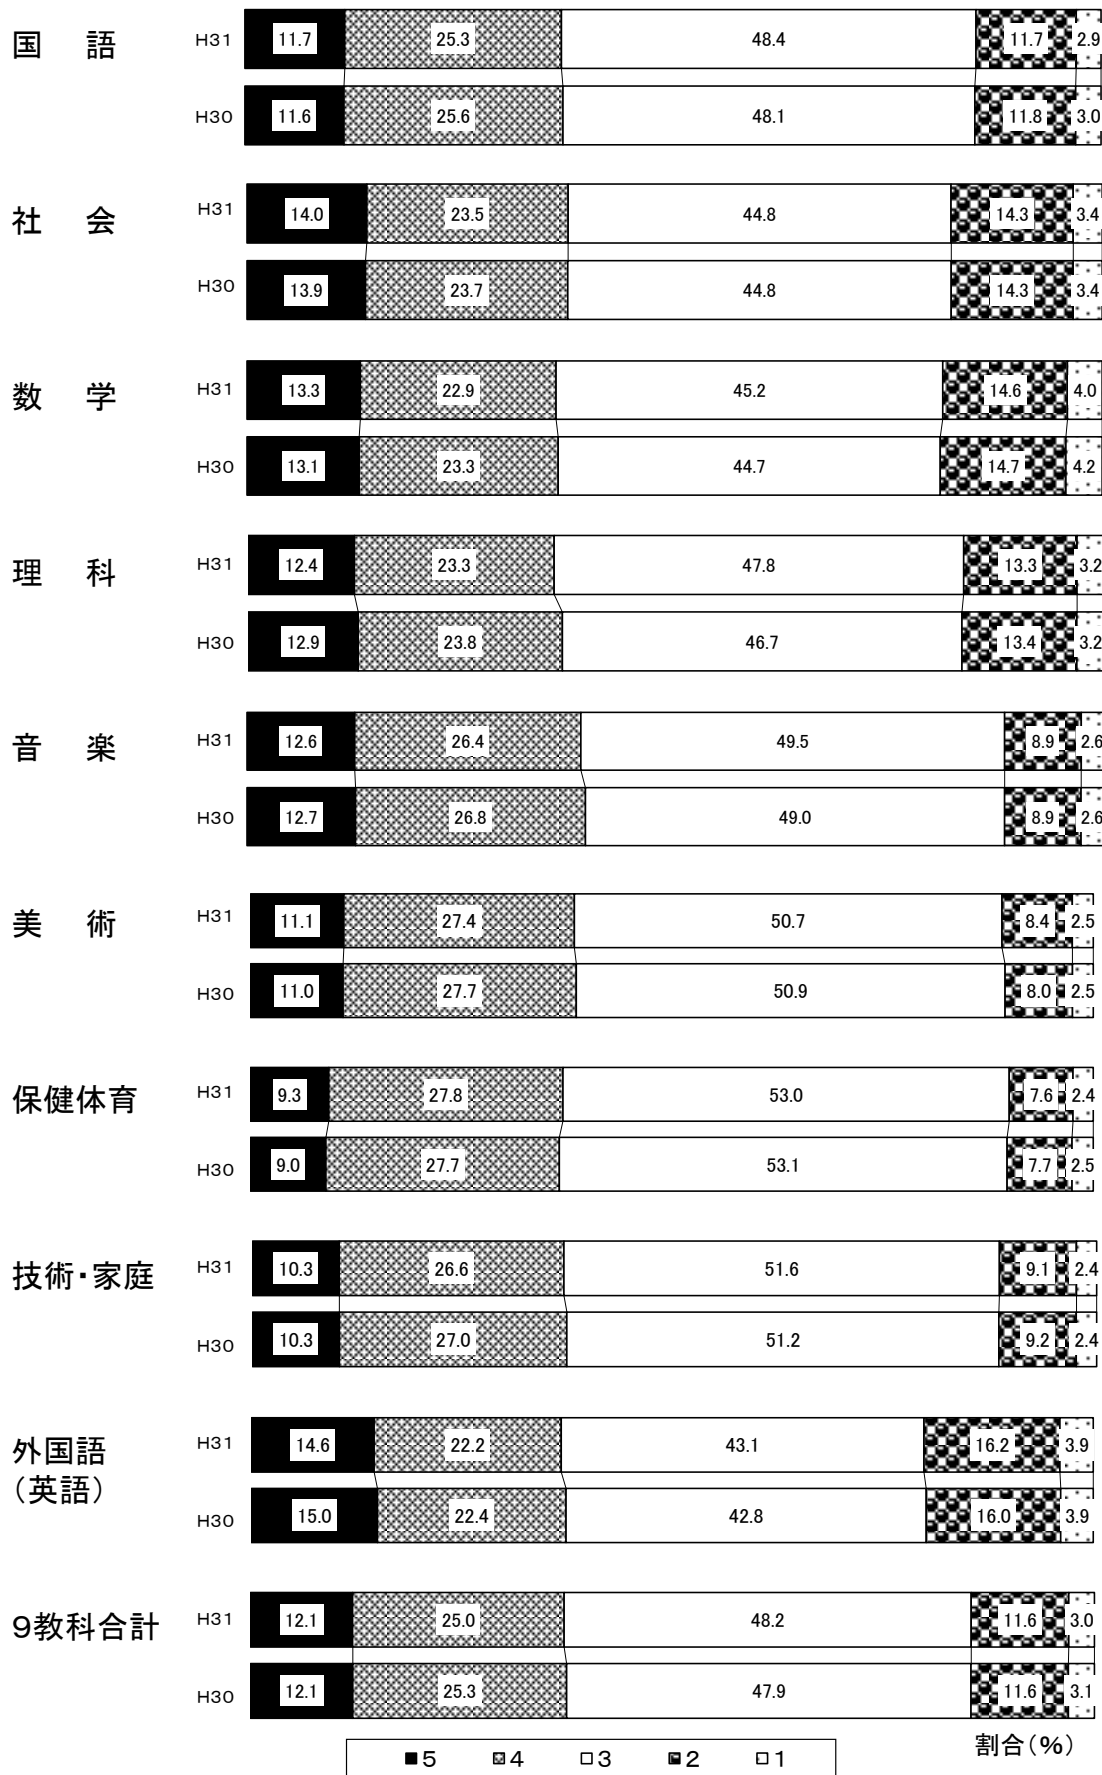 国 語
H31 11.7 25.3 48.4 11.7 2.9
H30 11.6 25.6 48.1 11.8 3.0
社 会
H31 14.0 23.5 44.8 14.3 3.4
H30 13.9 23.7 44.8 14.3 3.4
数 学
H31 13.3 22.9 45.2 14.6 4.0
H30 13.1 23.3 44.7 14.7 4.2
理 科
H31 12.4 23.3 47.8 13.3 3.2
H30 12.9 23.8 46.7 13.4 3.2
音 楽
H31 12.6 26.4 49.5 8.9 2.6
H30 12.7 26.8 49.0 8.9 2.6
美 術
H31 11.1 27.4 50.7 8.4 2.5
H30 11.0 27.7 50.9 8.0 2.5
保健体育
H31 9.3 27.8 53.0 7.6 2.4
H30 9.0 27.7 53.1 7.7 2.5
技術・家庭
H31 10.3 26.6 51.6 9.1 2.4
H30 10.3 27.0 51.2 9.2 2.4
外国語
（英語）
H31 14.6 22.2 43.1 16.2 3.9
H30 15.0 22.4 42.8 16.0 3.9
9教科合計
H31 12.1 25.0 48.2 11.6 3.0
H30 12.1 25.3 47.9 11.6 3.1
割合（％）
5 4 3 2 1